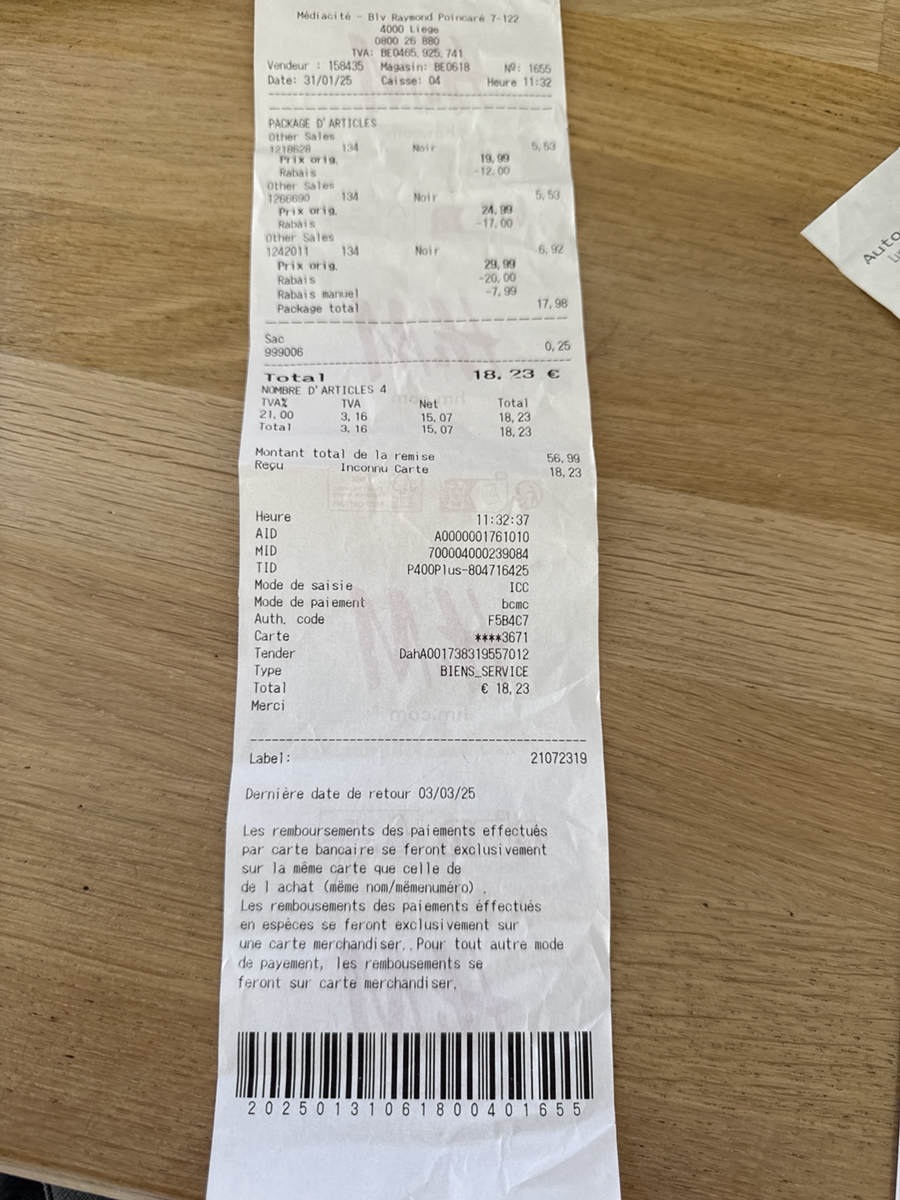 Médiacité - Blv Raymond Poincaré 7-122
4000 Liege
0800 26 880
TVA: BE0465.925.741
Vendeur : 158435 Magasin: BE0618 Nº: 1655
Date: 31/01/25 Caisse: 04 Heure 11:32
PACKAGE D'ARTICLES
Other Sales
1218628 134 Noir 5,53
Prix orig. 19,99
Rabais -12,00
Other Sales
1266690 134 Noir 5,53
Prix orig. 24,99
Rabais -17,00
Other Sales
1242011 134 Noir 6,92
Prix orig. 29,99
Rabais -20,00
Rabais manuel -7,99
Package total 17,98
Sac
999006 0,25
Total 18,23 €
NOMBRE D'ARTICLES 4
TVA% TVA Net Total
21,00 3,16 15,07 18,23
Total 3,16 15,07 18,23
Montant total de la remise 56,99
Reçu Inconnu Carte 18,23
Heure 11:32:37
AID A0000001761010
MID 700004000239084
TID P400Plus-804716425
Mode de saisie ICC
Mode de paiement bcmc
Auth. code F5B4C7
Carte ****3671
Tender DahA001738319557012
Type BIENS_SERVICE
Total € 18,23
Merci
Label: 21072319
Dernière date de retour 03/03/25
Les remboursements des paiements effectués
par carte bancaire se feront exclusivement
sur la même carte que celle de
de l achat (même nom/mêmenuméro) .
Les rembousements des paiements éffectués
en espèces se feront exclusivement sur
une carte merchandiser..Pour tout autre mode
de payement, les rembousements se
feront sur carte merchandiser.
20250131061800401655
Auto